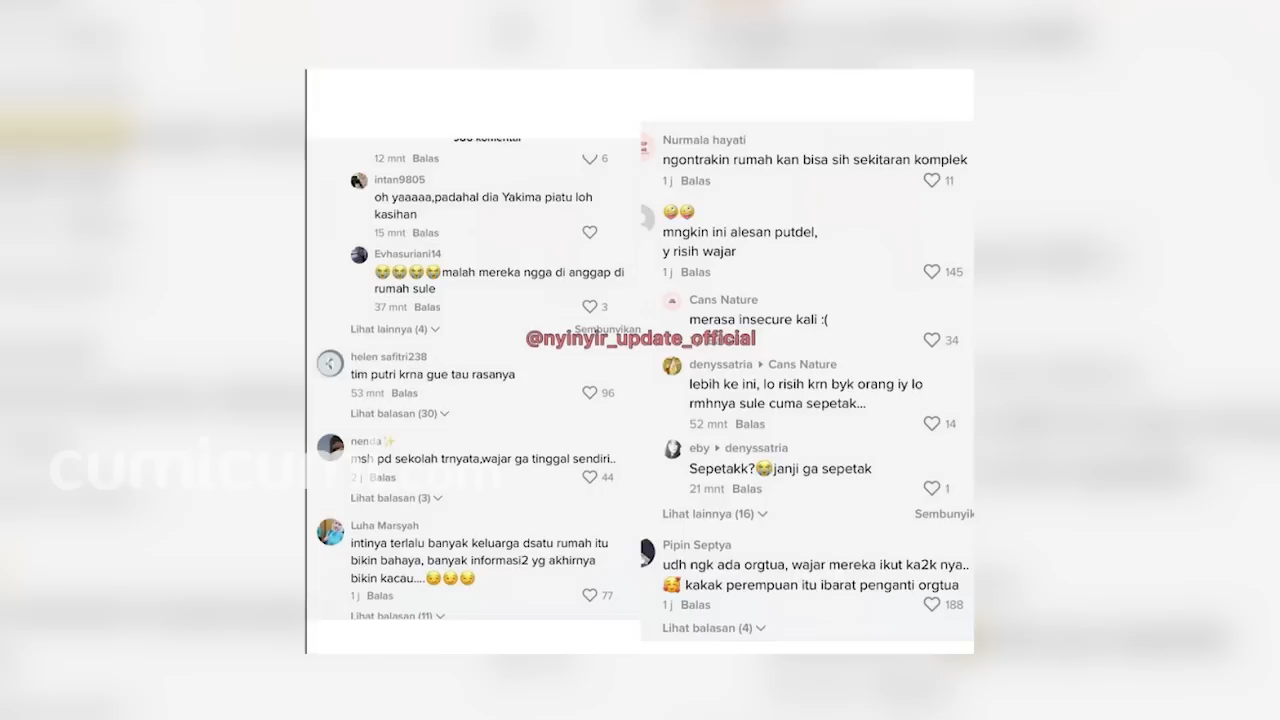 12 mnt Balas 6
intan9805
oh yaaaaa,padahal dia Yakima piatu loh
kasihan
15 mnt Balas
Evhasuriani14
😭😭😭😭malah mereka ngga di anggap di
rumah sule
37 mnt Balas 3
Lihat lainnya (4) Sembunyikan
helen safitri238
tim putri krna gue tau rasanya
53 mnt Balas 96
Lihat balasan (30)
nenda✨
msh pd sekolah trnyata,wajar ga tinggal sendiri..
2 j Balas 44
Lihat balasan (3)
Luha Marsyah
intinya terlalu banyak keluarga dsatu rumah itu
bikin bahaya, banyak informasi2 yg akhirnya
bikin kacau....😏😏😏
1 j Balas 77
Lihat balasan (11)
Nurmala hayati
ngontrakin rumah kan bisa sih sekitaran komplek
1 j Balas 11
🤪🤪
mngkin ini alesan putdel,
y risih wajar
1 j Balas 145
Cans Nature
merasa insecure kali :(
34
denyssatria Cans Nature
lebih ke ini, lo risih krn byk orang iy lo
rmhnya sule cuma sepetak...
52 mnt Balas 14
eby denyssatria
Sepetakk?😭janji ga sepetak
21 mnt Balas 1
Lihat lainnya (16) Sembunyik
Pipin Septya
udh ngk ada orgtua, wajar mereka ikut ka2k nya..
🥰 kakak perempuan itu ibarat penganti orgtua
1 j Balas 188
Lihat balasan (4)
@nyinyir_update_official